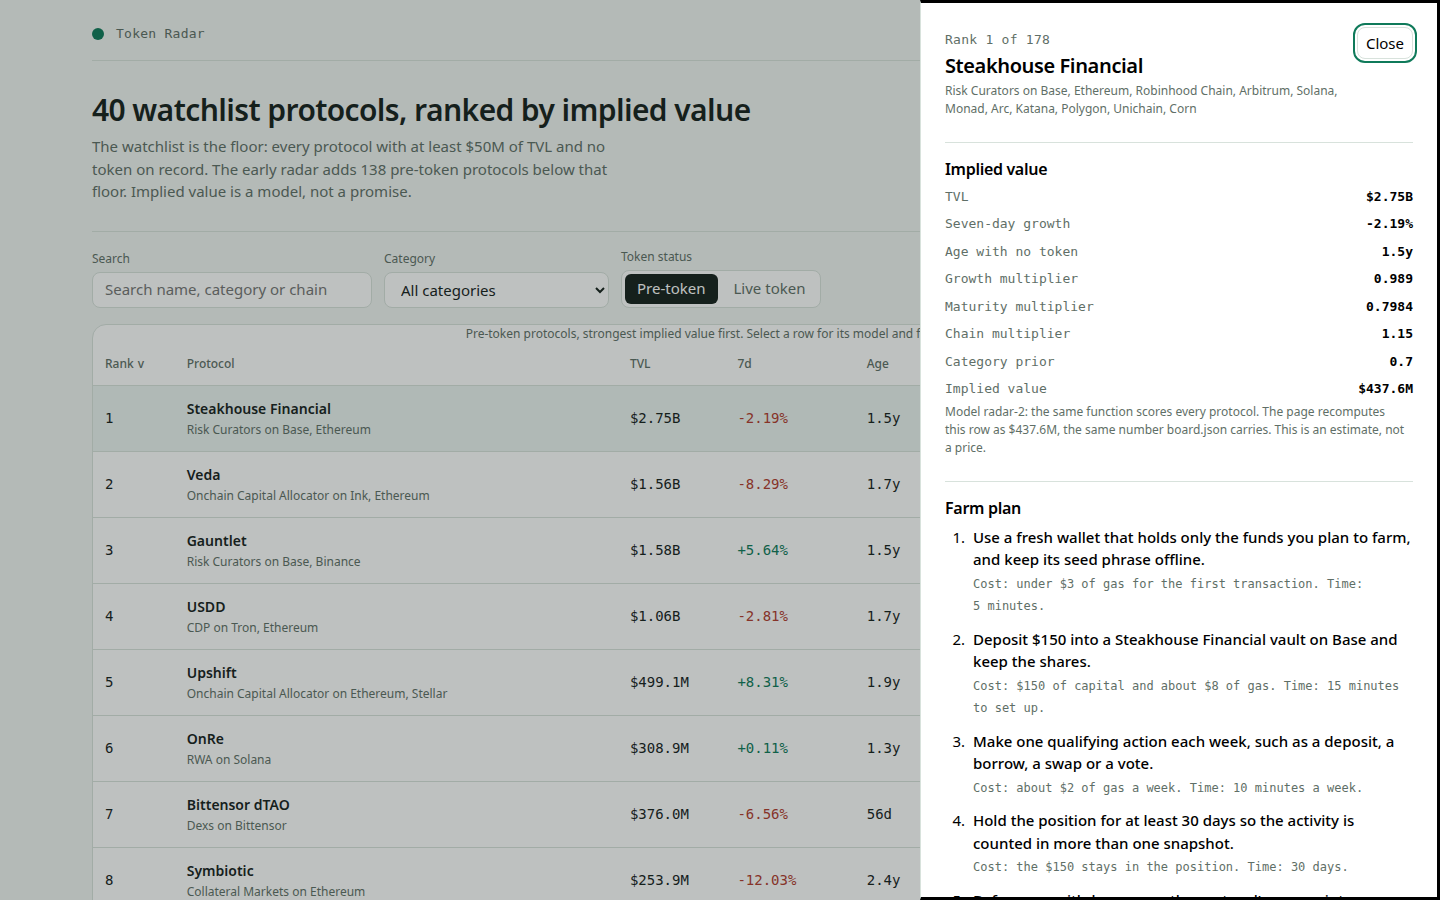 Token Radar
40 watchlist protocols, ranked by implied value
The watchlist is the floor: every protocol with at least $50M of TVL and no
token on record. The early radar adds 138 pre-token protocols below that
floor. Implied value is a model, not a promise.
Search
Category
Token status
Search name, category or chain
All categories
Pre-token
Live token
Pre-token protocols, strongest implied value first. Select a row for its model and f
Rank v Protocol TVL 7d Age
1 Steakhouse Financial $2.75B -2.19% 1.5y
Risk Curators on Base, Ethereum
2 Veda $1.56B -8.29% 1.7y
Onchain Capital Allocator on Ink, Ethereum
3 Gauntlet $1.58B +5.64% 1.5y
Risk Curators on Base, Binance
4 USDD $1.06B -2.81% 1.7y
CDP on Tron, Ethereum
5 Upshift $499.1M +8.31% 1.9y
Onchain Capital Allocator on Ethereum, Stellar
6 OnRe $308.9M +0.11% 1.3y
RWA on Solana
7 Bittensor dTAO $376.0M -6.56% 56d
Dexs on Bittensor
8 Symbiotic $253.9M -12.03% 2.4y
Collateral Markets on Ethereum
Rank 1 of 178
Close
Steakhouse Financial
Risk Curators on Base, Ethereum, Robinhood Chain, Arbitrum, Solana,
Monad, Arc, Katana, Polygon, Unichain, Corn
Implied value
TVL $2.75B
Seven-day growth -2.19%
Age with no token 1.5y
Growth multiplier 0.989
Maturity multiplier 0.7984
Chain multiplier 1.15
Category prior 0.7
Implied value $437.6M
Model radar-2: the same function scores every protocol. The page recomputes
this row as $437.6M, the same number board.json carries. This is an estimate, not
a price.
Farm plan
1. Use a fresh wallet that holds only the funds you plan to farm,
and keep its seed phrase offline.
Cost: under $3 of gas for the first transaction. Time:
5 minutes.
2. Deposit $150 into a Steakhouse Financial vault on Base and
keep the shares.
Cost: $150 of capital and about $8 of gas. Time: 15 minutes
to set up.
3. Make one qualifying action each week, such as a deposit, a
borrow, a swap or a vote.
Cost: about $2 of gas a week. Time: 10 minutes a week.
4. Hold the position for at least 30 days so the activity is
counted in more than one snapshot.
Cost: the $150 stays in the position. Time: 30 days.